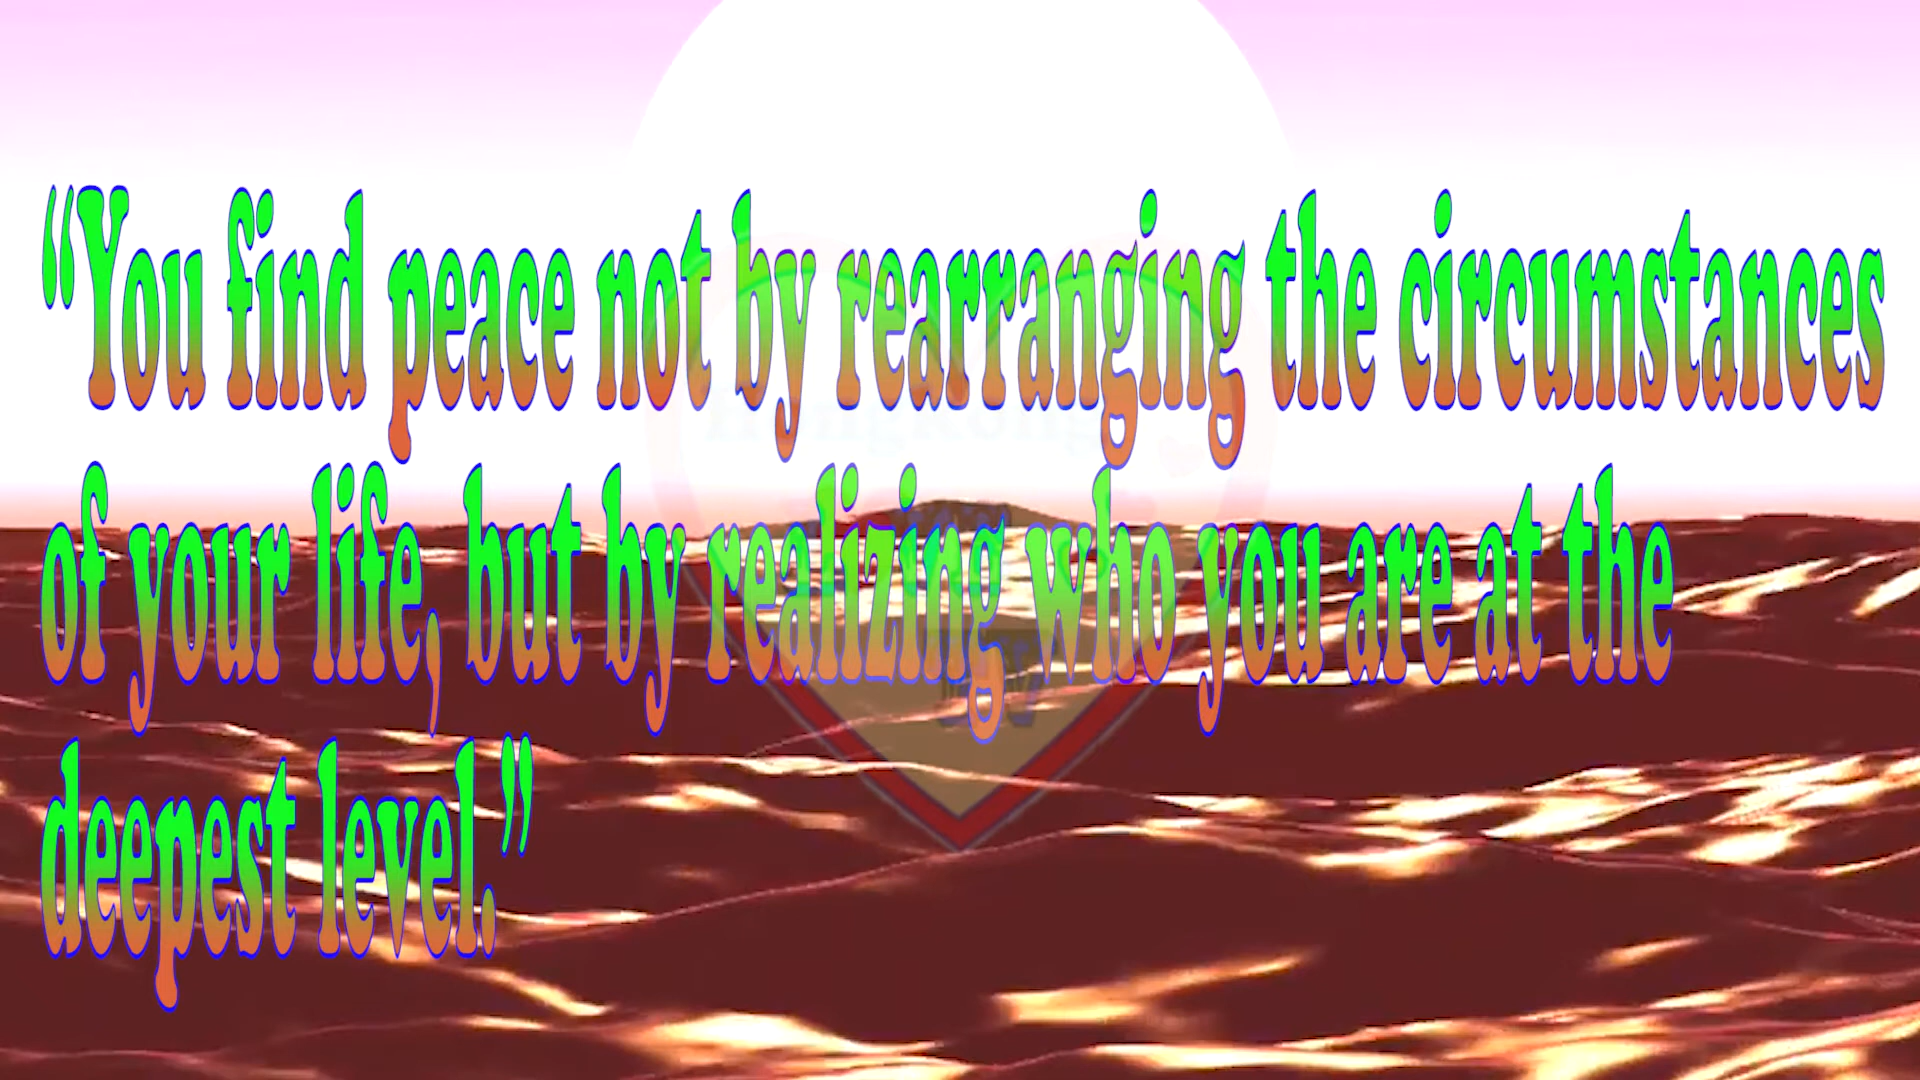 “You find peace not by rearranging the circumstances
of your life, but by realizing who you are at the
deepest level.”